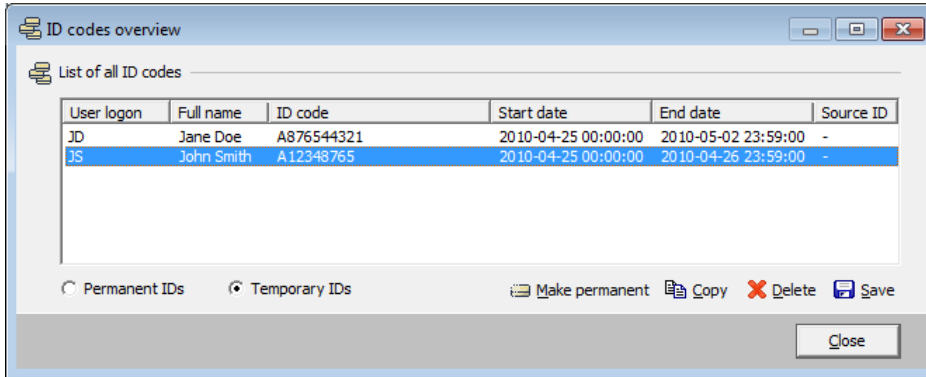 ID codes overview
List of all ID codes
User logon Full name ID code Start date End date Source ID
JD Jane Doe A876544321 2010-04-25 00:00:00 2010-05-02 23:59:00 -
JS John Smith A12348765 2010-04-25 00:00:00 2010-04-26 23:59:00 -
Permanent IDs Temporary IDs Make permanent Copy Delete Save
Close